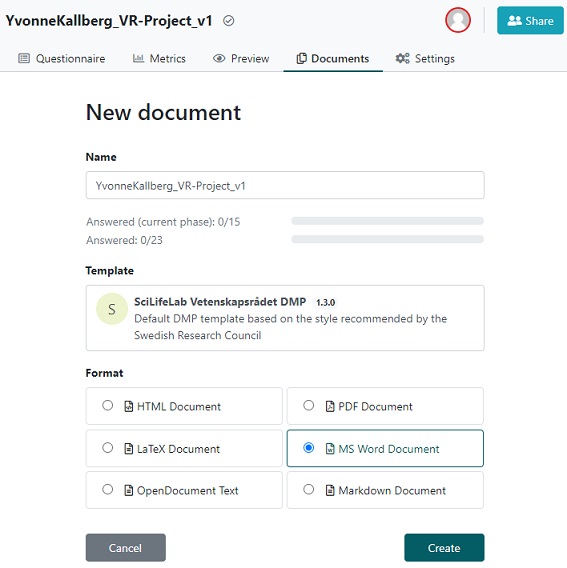 YvonneKallberg_VR-Project_v1
Share
Questionnaire Metrics Preview Documents Settings
New document
Name
YvonneKallberg_VR-Project_v1
Answered (current phase): 0/15
Answered: 0/23
Template
S
SciLifeLab Vetenskapsrådet DMP 1.3.0
Default DMP template based on the style recommended by the
Swedish Research Council
Format
HTML Document PDF Document
LaTeX Document MS Word Document
OpenDocument Text Markdown Document
Cancel Create